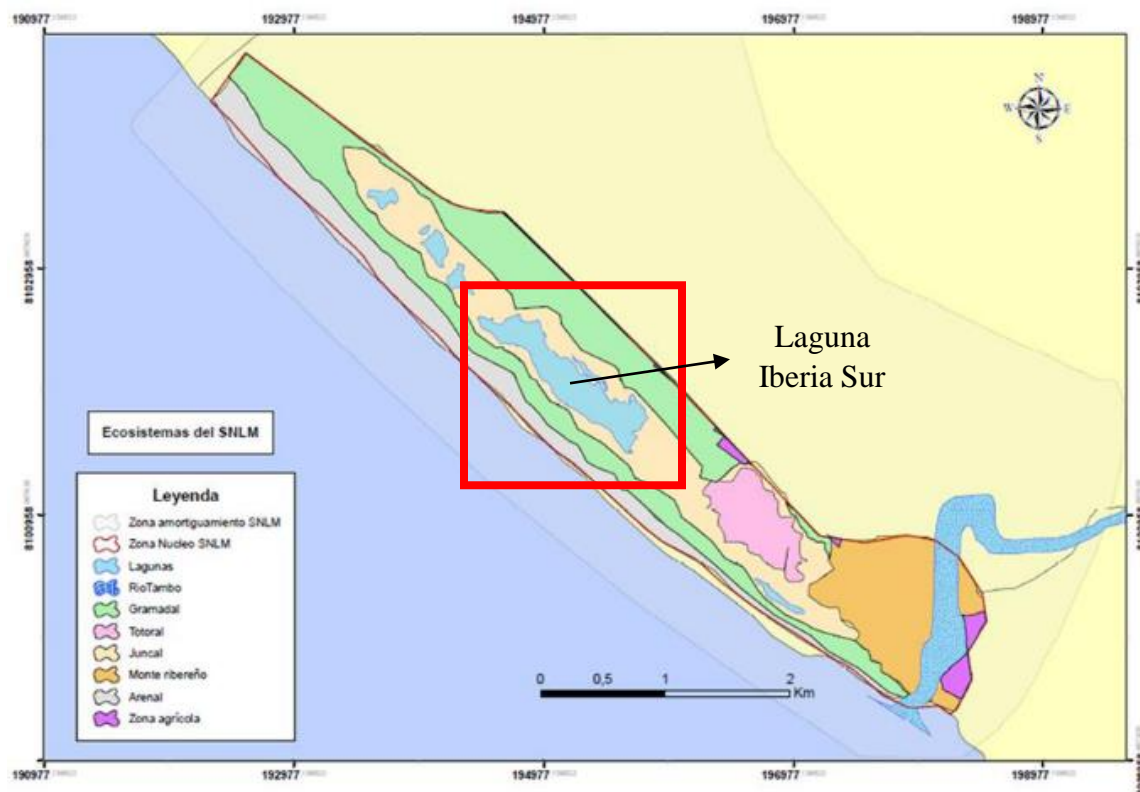 190977 192977 194977 196977 198977
N
W E
S
8102958
Laguna
Iberia Sur
Ecosistemas del SNLM
Leyenda
Zona amortiguamiento SNLM
Zona Nucleo SNLM
Lagunas
RioTambo
Gramadal
Totoral
Juncal
Monte ribereño
Arenal
Zona agrícola
8100958
0 0,5 1 2
Km
190977 192977 194977 196977 198977